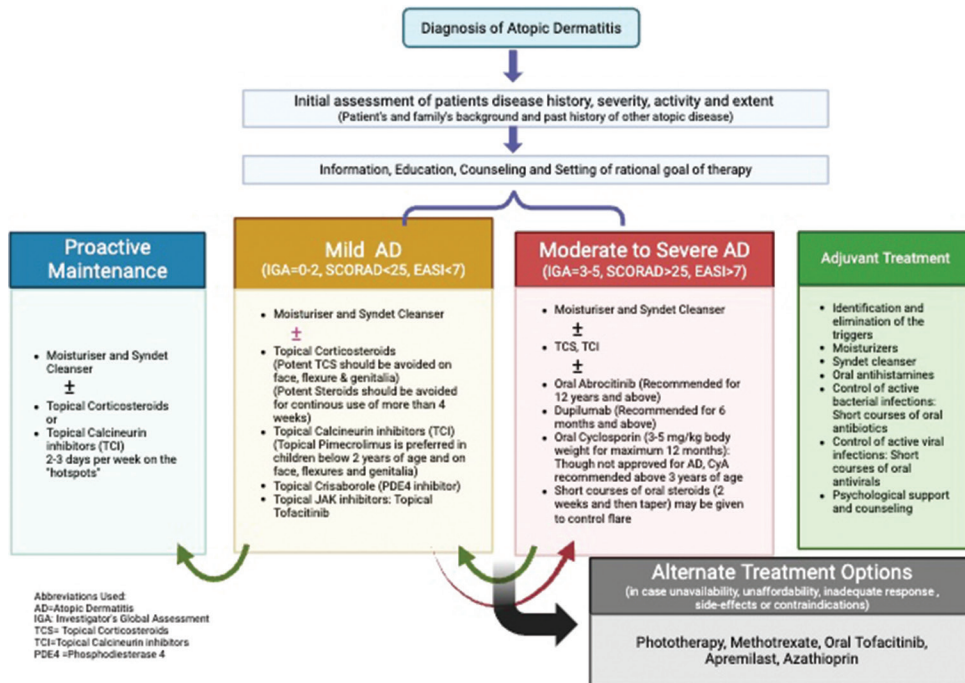 Diagnosis of Atopic Dermatitis
Initial assessment of patients disease history, severity, activity and extent
(Patient's and family's background and past history of other atopic disease)
Information, Education, Counseling and Setting of rational goal of therapy
Proactive
Maintenance
• Moisturiser and Syndet
Cleanser
±
• Topical Corticosteroids
or
• Topical Calcineurin
inhibitors (TCI)
2-3 days per week on the
"hotspots"
Mild AD
(IGA=0-2, SCORAD<25, EASI<7)
• Moisturiser and Syndet Cleanser
±
• Topical Corticosteroids
(Potent TCS should be avoided on
face, flexure & genitalia)
(Potent Steroids should be avoided
for continous use of more than 4
weeks)
• Topical Calcineurin inhibitors (TCI)
(Topical Pimecrolimus is preferred in
children below 2 years of age and on
face, flexures and genitalia)
• Topical Crisaborole (PDE4 inhibitor)
• Topical JAK inhibitors: Topical
Tofacitinib
Moderate to Severe AD
(IGA=3-5, SCORAD>25, EASI>7)
• Moisturiser and Syndet Cleanser
±
• TCS, TCI
±
• Oral Abrocitinib (Recommended for
12 years and above)
• Dupilumab (Recommended for 6
months and above)
• Oral Cyclosporin (3-5 mg/kg body
weight for maximum 12 months):
Though not approved for AD, CyA
recommended above 3 years of age
• Short courses of oral steroids (2
weeks and then taper) may be given
to control flare
Adjuvant Treatment
• Identification and
elimination of the
triggers
• Moisturizers
• Syndet cleanser
• Oral antihistamines
• Control of active
bacterial infections:
Short courses of oral
antibiotics
• Control of active viral
infections: Short
courses of oral
antivirals
• Psychological support
and counseling
Abbreviations Used:
AD=Atopic Dermatitis
IGA: Investigator's Global Assessment
TCS= Topical Corticosteroids
TCI=Topical Calcineurin inhibitors
PDE4 =Phosphodiesterase 4
Alternate Treatment Options
(in case unavailability, unaffordability, inadequate response ,
side-effects or contraindications)
Phototherapy, Methotrexate, Oral Tofacitinib,
Apremilast, Azathioprin